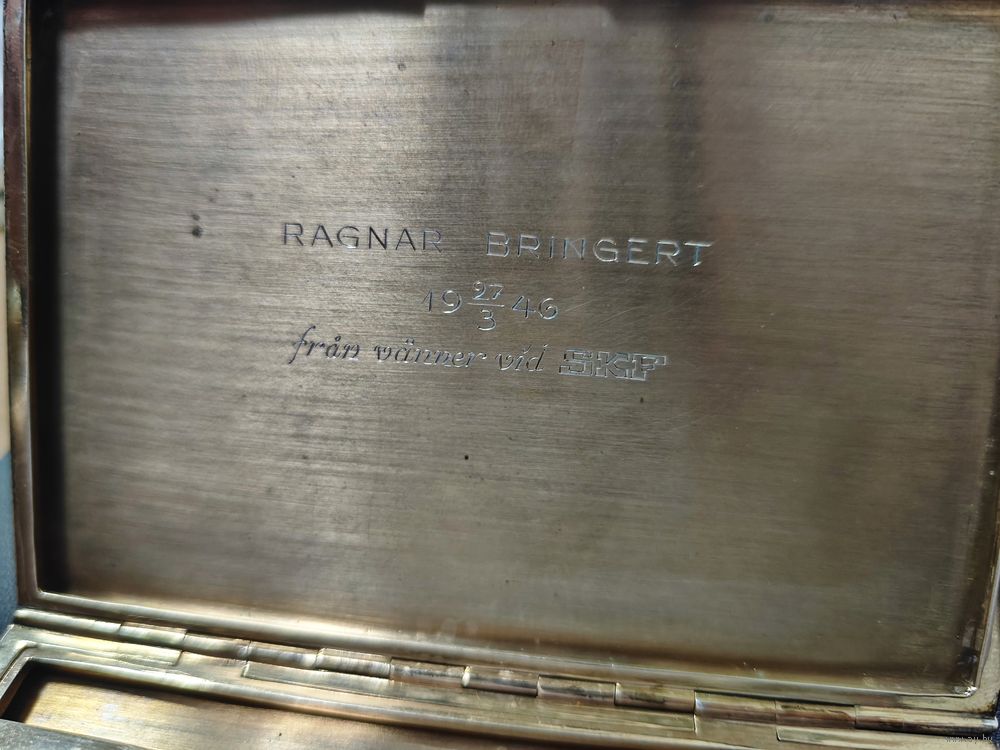 RAGNAR BRINGERT
19 27/3 46
från vänner vid SKF